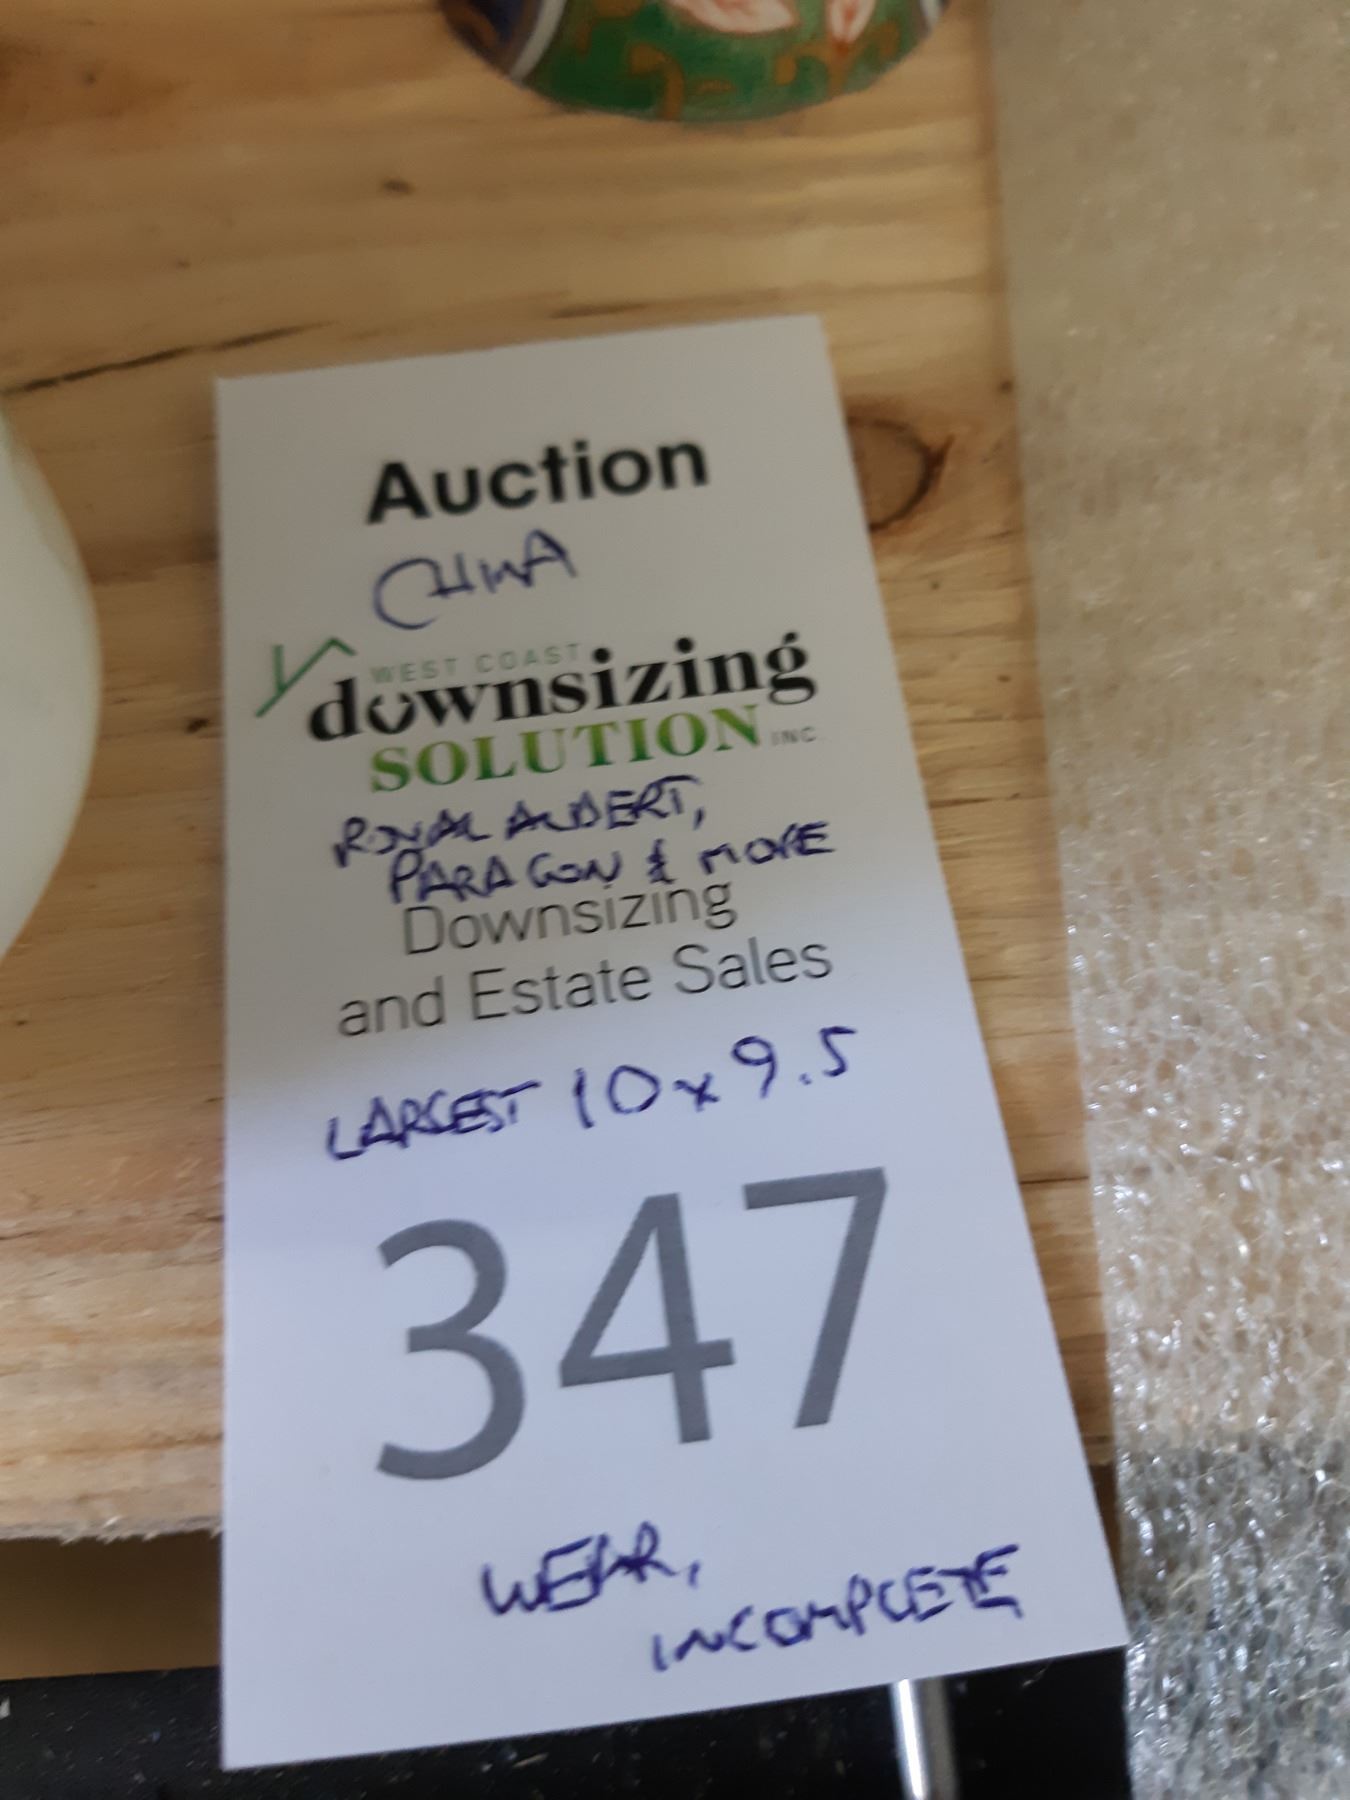 Auction
CHINA
WEST COAST
downsizing
SOLUTION INC.
ROYAL ALBERT,
PARAGON & MORE
Downsizing
and Estate Sales
LARGEST 10 x 9.5
347
WEAR,
INCOMPLETE